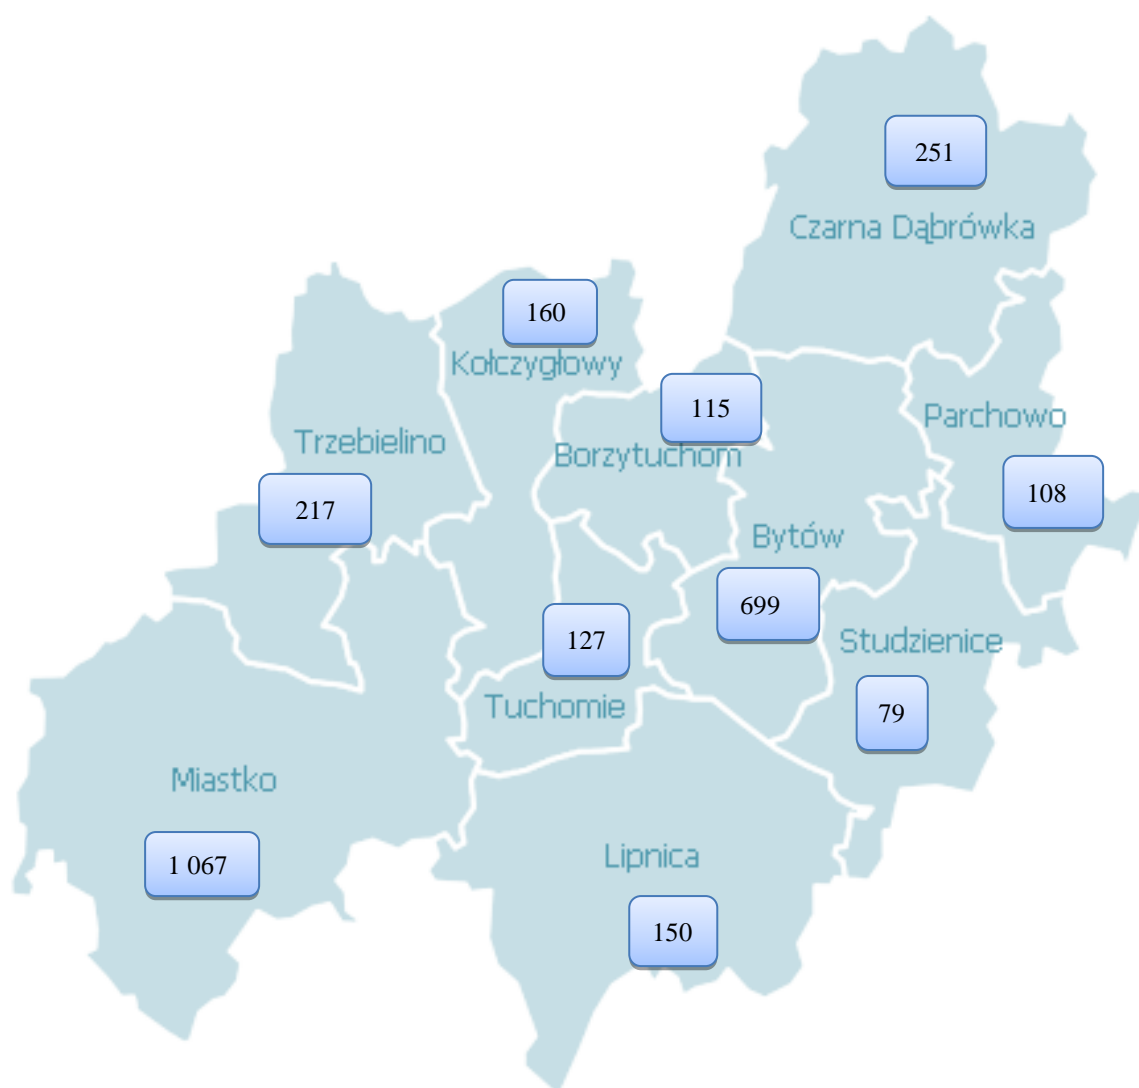 251
Czarna Dąbrówka
160
Kołczygłowy
115
Parchowo
Trzebielino
Borzytuchom
108
217
Bytów
699
127
Studzienice
Tuchomie
79
Miastko
1 067
Lipnica
150